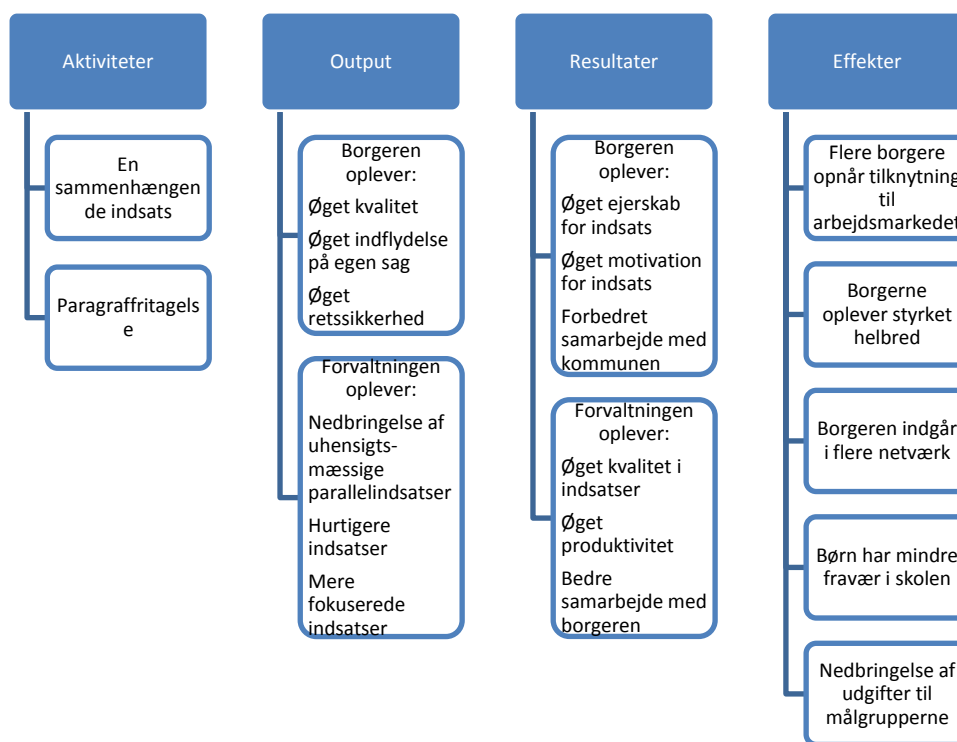 Aktiviteter
En
sammenhængen
de indsats
Paragraffritagels
e
Output
Borgeren
oplever:
Øget kvalitet
Øget indflydelse
på egen sag
Øget
retssikkerhed
Forvaltningen
oplever:
Nedbringelse af
uhensigts-
mæssige
parallelindsatser
Hurtigere
indsatser
Mere
fokuserede
indsatser
Resultater
Borgeren
oplever:
Øget ejerskab
for indsats
Øget motivation
for indsats
Forbedret
samarbejde med
kommunen
Forvaltningen
oplever:
Øget kvalitet i
indsatser
Øget
produktivitet
Bedre
samarbejde med
borgeren
Effekter
Flere borgere
opnår tilknytning
til
arbejdsmarkedet
Borgerne
oplever styrket
helbred
Borgeren indgår
i flere netværk
Børn har mindre
fravær i skolen
Nedbringelse af
udgifter til
målgrupperne